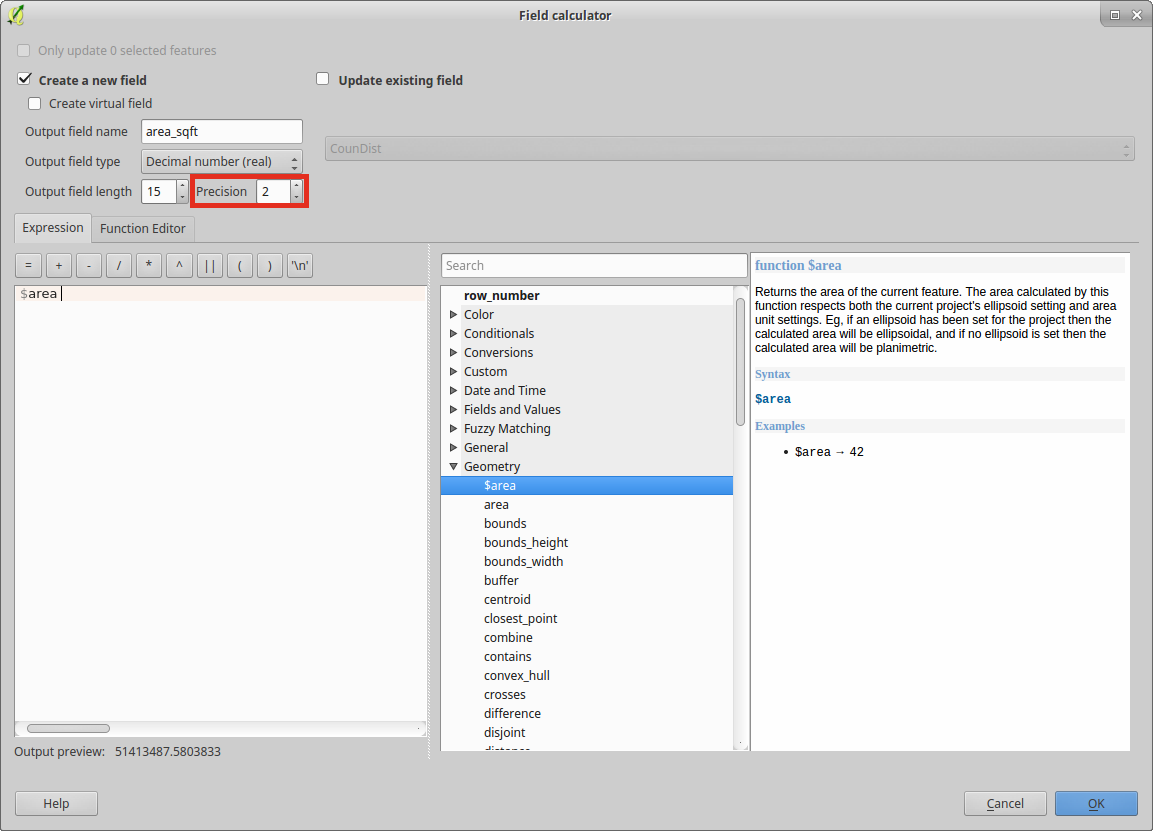 Field calculator
Only update 0 selected features
Create a new field
Update existing field
Create virtual field
Output field name area_sqft
CounDist
Output field type Decimal number (real)
Output field length 15 Precision 2
Expression Function Editor
= + - / * ^ || ( ) '\n'
$area
Output preview: 51413487.5803833
Search
row_number
Color
Conditionals
Conversions
Custom
Date and Time
Fields and Values
Fuzzy Matching
General
Geometry
$area
area
bounds
bounds_height
bounds_width
buffer
centroid
closest_point
combine
contains
convex_hull
crosses
difference
disjoint
function $area
Returns the area of the current feature. The area calculated by this
function respects both the current project's ellipsoid setting and area
unit settings. Eg, if an ellipsoid has been set for the project then the
calculated area will be ellipsoidal, and if no ellipsoid is set then the
calculated area will be planimetric.
Syntax
$area
Examples
• $area → 42
Help
Cancel
OK